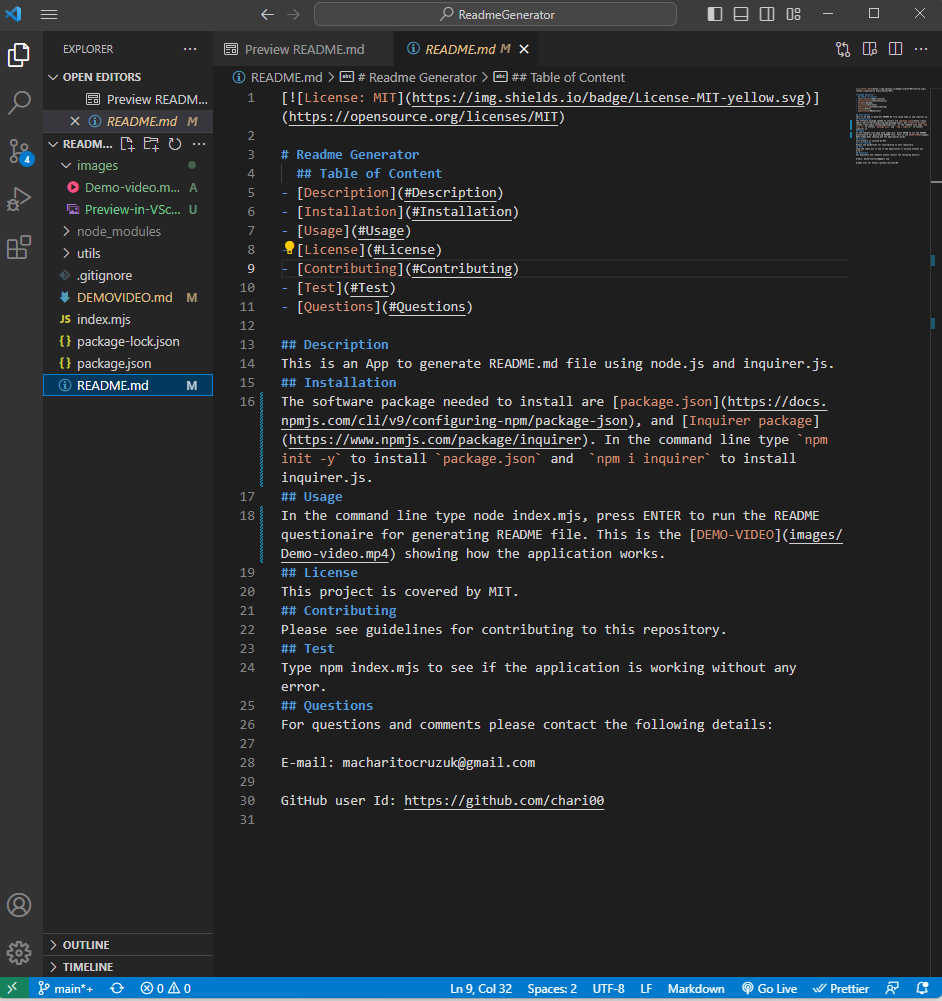 ReadmeGenerator
EXPLORER
OPEN EDITORS
Preview READM...
README.md M
READM...
images
Demo-video.m... A
Preview-in-VSc... U
node_modules
utils
.gitignore
DEMOVIDEO.md M
JS index.mjs
{} package-lock.json
{} package.json
README.md M
OUTLINE
TIMELINE
4
Preview README.md
README.md M
README.md > # Readme Generator > ## Table of Content
1 [![License: MIT](https://img.shields.io/badge/License-MIT-yellow.svg)]
(https://opensource.org/licenses/MIT)
2
3 # Readme Generator
4 ## Table of Content
5 - [Description](#Description)
6 - [Installation](#Installation)
7 - [Usage](#Usage)
8 - [License](#License)
9 - [Contributing](#Contributing)
10 - [Test](#Test)
11 - [Questions](#Questions)
12
13 ## Description
14 This is an App to generate README.md file using node.js and inquirer.js.
15 ## Installation
16 The software package needed to install are [package.json](https://docs.
npmjs.com/cli/v9/configuring-npm/package-json), and [Inquirer package]
(https://www.npmjs.com/package/inquirer). In the command line type `npm
init -y` to install `package.json` and  `npm i inquirer` to install
inquirer.js.
17 ## Usage
18 In the command line type node index.mjs, press ENTER to run the README
questionaire for generating README file. This is the [DEMO-VIDEO](images/
Demo-video.mp4) showing how the application works.
19 ## License
20 This project is covered by MIT.
21 ## Contributing
22 Please see guidelines for contributing to this repository.
23 ## Test
24 Type npm index.mjs to see if the application is working without any
error.
25 ## Questions
26 For questions and comments please contact the following details:
27
28 E-mail: macharitocruzuk@gmail.com
29
30 GitHub user Id: https://github.com/chari00
31
main*+ 0 0 Ln 9, Col 32 Spaces: 2 UTF-8 LF Markdown Go Live Prettier